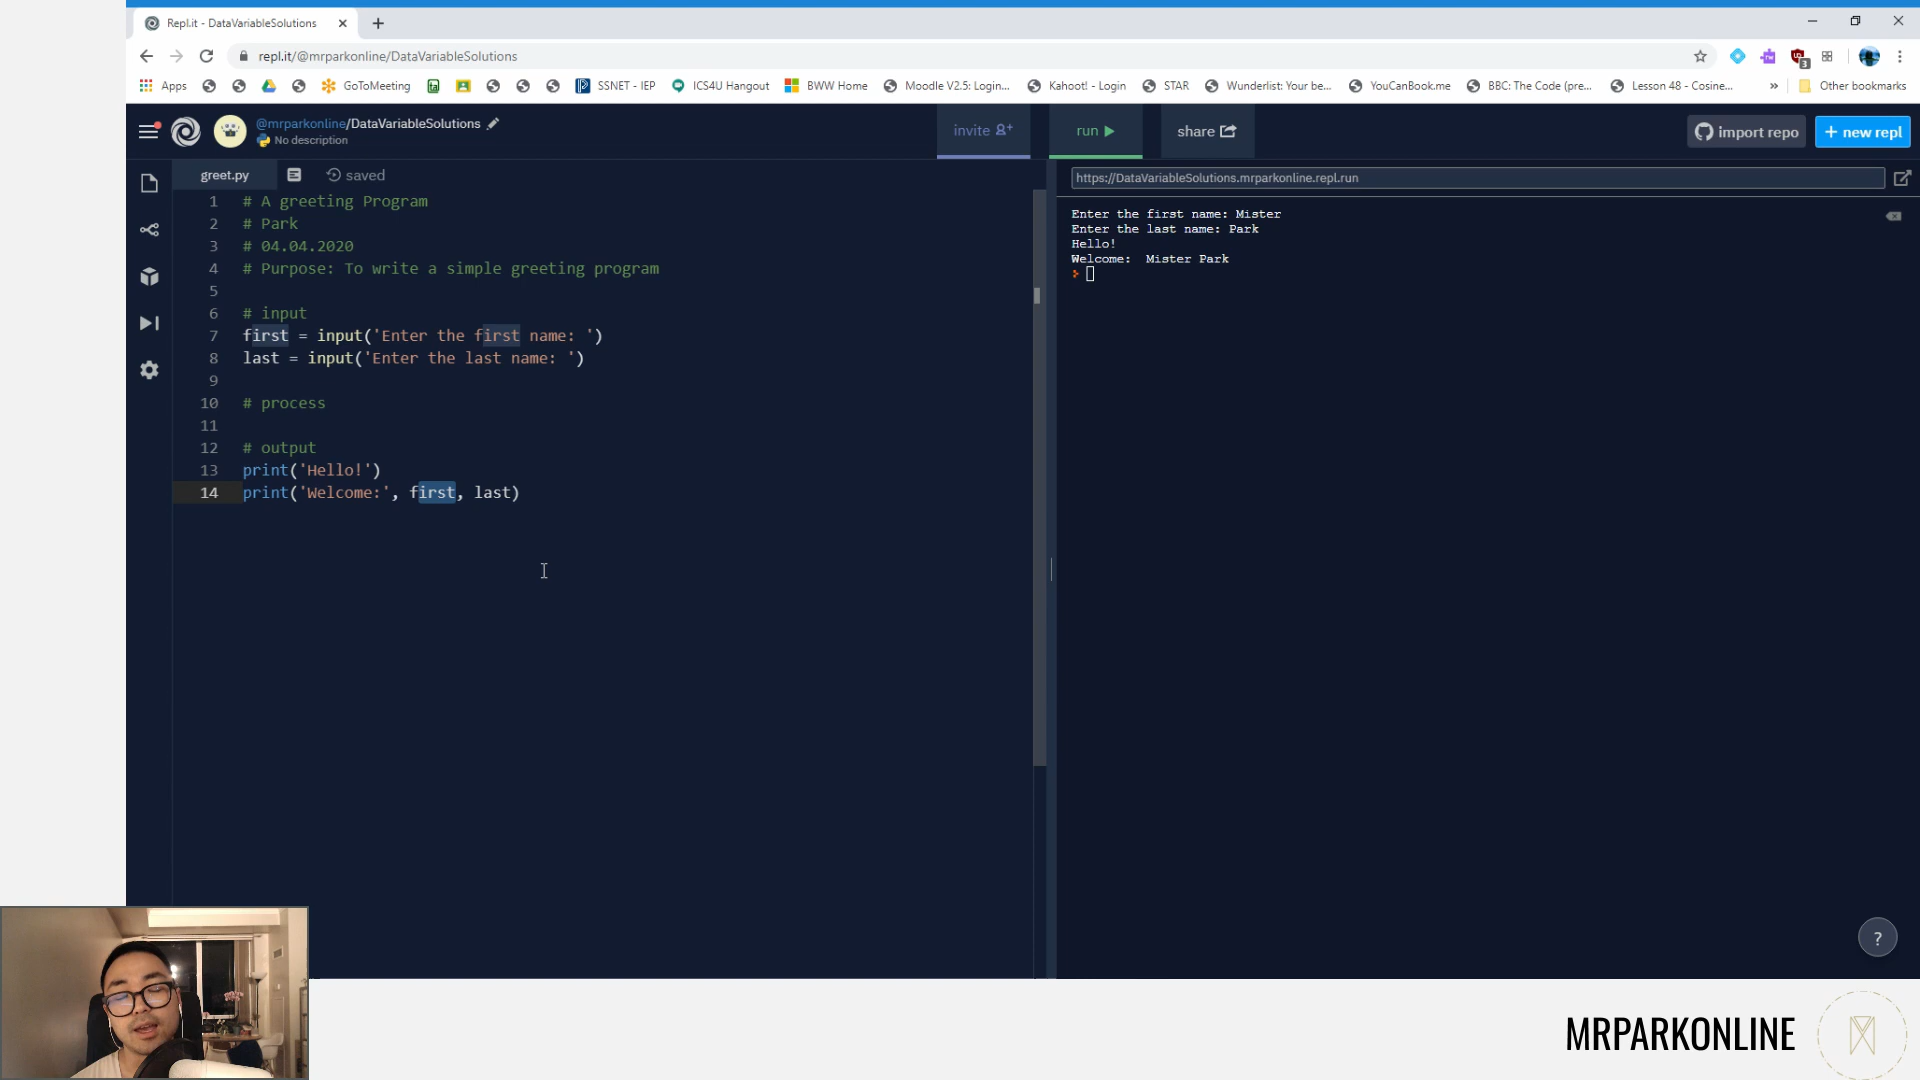 Repl.it - DataVariableSolutions
repl.it/@mrparkonline/DataVariableSolutions
Apps GoToMeeting SSNET - IEP ICS4U Hangout BWW Home Moodle V2.5: Login... Kahoot! - Login STAR Wunderlist: Your be... YouCanBook.me BBC: The Code (pre... Lesson 48 - Cosine... » Other bookmarks
@mrparkonline/DataVariableSolutions
No description
invite
run
share
import repo
+ new repl
greet.py
saved
https://DataVariableSolutions.mrparkonline.repl.run
1 # A greeting Program
2 # Park
3 # 04.04.2020
4 # Purpose: To write a simple greeting program
5
6 # input
7 first = input('Enter the first name: ')
8 last = input('Enter the last name: ')
9
10 # process
11
12 # output
13 print('Hello!')
14 print('Welcome:', first, last)
Enter the first name: Mister
Enter the last name: Park
Hello!
Welcome:  Mister Park
?
MRPARKONLINE